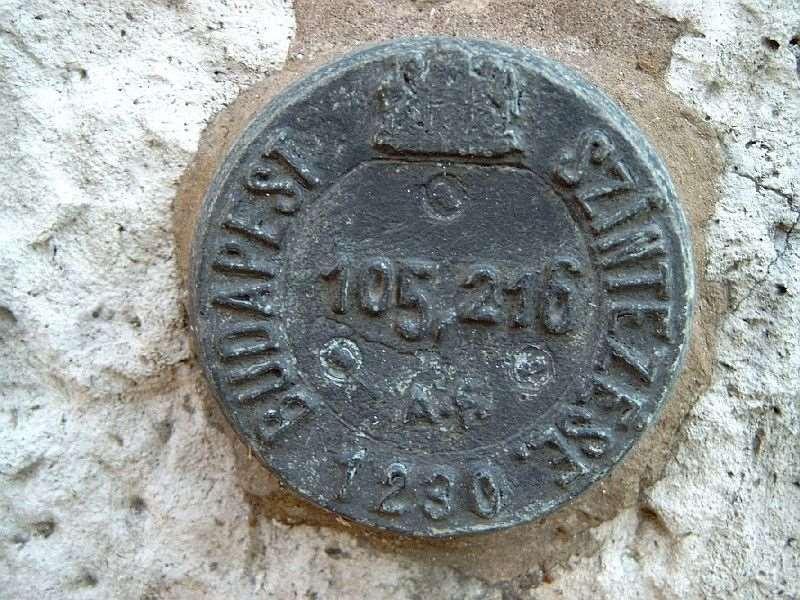 BUDAPEST SZINTEZÉSE.
105,216
A.F.
1230